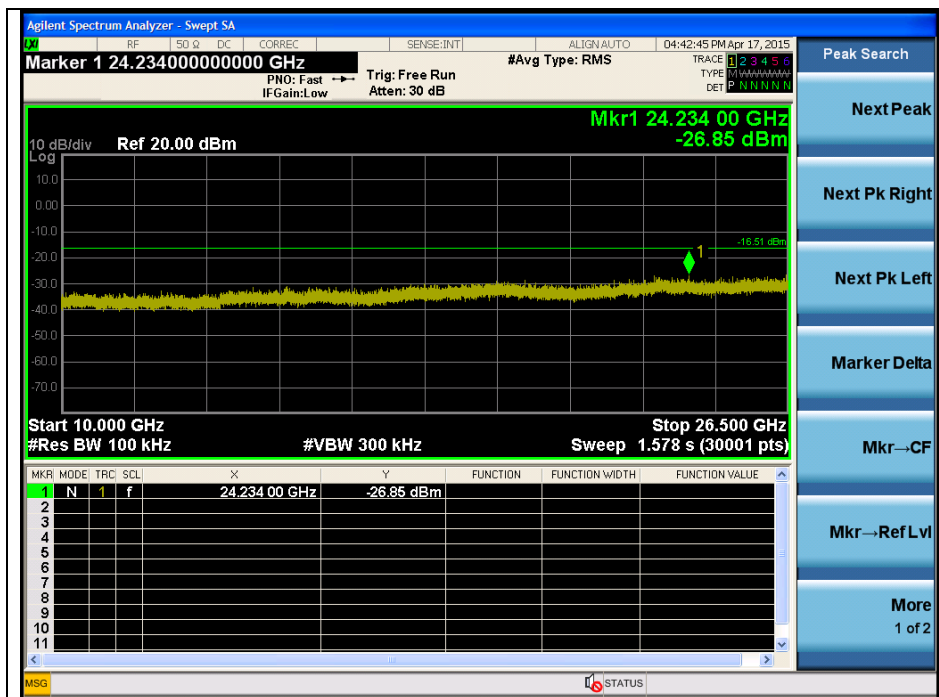 Agilent Spectrum Analyzer - Swept SA
LXI RF 50 Ω DC CORREC SENSE:INT ALIGN AUTO 04:42:45 PM Apr 17, 2015
Marker 1 24.234000000000 GHz #Avg Type: RMS TRACE 1 2 3 4 5 6
PNO: Fast Trig: Free Run TYPE M
IFGain:Low Atten: 30 dB DET P N N N N N
Mkr1 24.234 00 GHz
10 dB/div Ref 20.00 dBm -26.85 dBm
Log
10.0
0.00
-10.0
-16.51 dBm
1
-20.0
-30.0
-40.0
-50.0
-60.0
-70.0
Start 10.000 GHz Stop 26.500 GHz
#Res BW 100 kHz #VBW 300 kHz Sweep 1.578 s (30001 pts)
MKR MODE TRC SCL X Y FUNCTION FUNCTION WIDTH FUNCTION VALUE
1 N 1 f 24.234 00 GHz -26.85 dBm
2
3
4
5
6
7
8
9
10
11
MSG STATUS
Peak Search
Next Peak
Next Pk Right
Next Pk Left
Marker Delta
Mkr→CF
Mkr→Ref Lvl
More
1 of 2